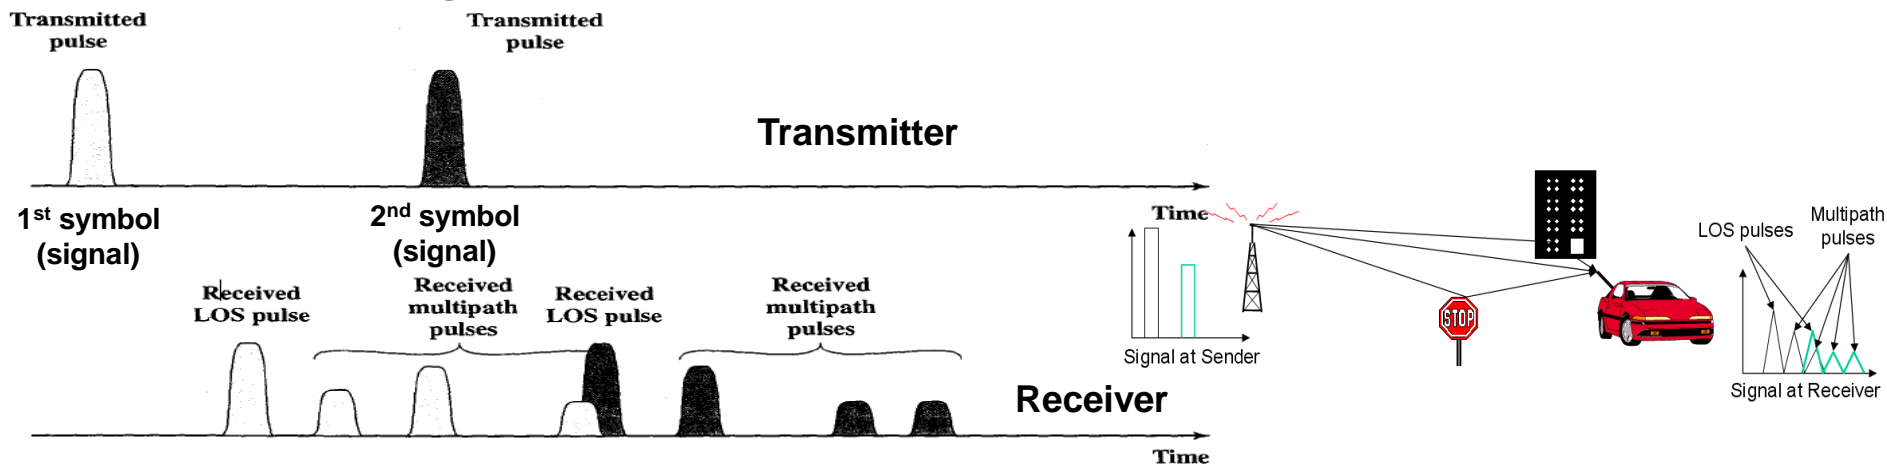 Transmitted
pulse
Transmitted
pulse
Transmitter
1st symbol
(signal)
2nd symbol
(signal)
Time
Received
LOS pulse
Received
multipath
pulses
Received
LOS pulse
Received
multipath
pulses
Receiver
Time
Signal at Sender
STOP
LOS pulses
Multipath
pulses
Signal at Receiver